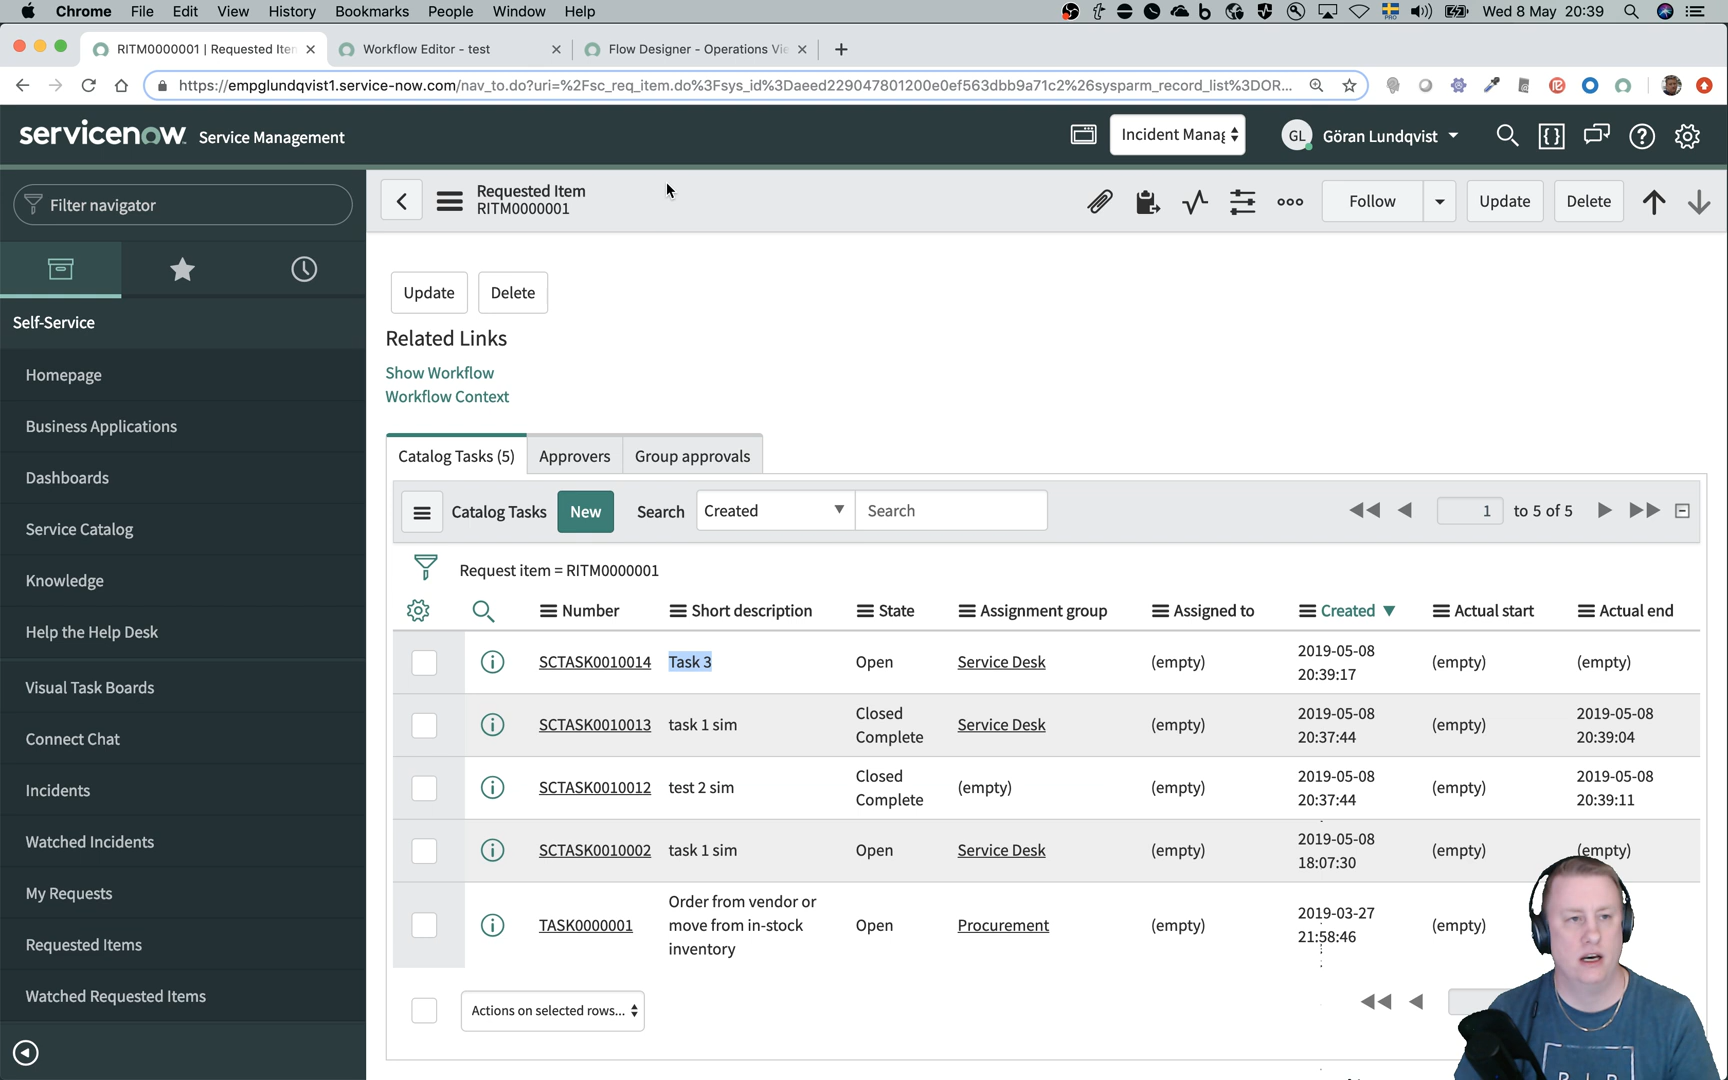 Chrome File Edit View History Bookmarks People Window Help Wed 8 May 20:39
RITM0000001 | Requested Iter Workflow Editor - test Flow Designer - Operations Vie
https://empglundqvist1.service-now.com/nav_to.do?uri=%2Fsc_req_item.do%3Fsys_id%3Daeed229047801200e0ef563dbb9a71c2%26sysparm_record_list%3DOR...
servicenow Service Management Incident Manag GL Göran Lundqvist
Filter navigator
Requested Item
RITM0000001
Follow Update Delete
Self-Service
Homepage
Business Applications
Dashboards
Service Catalog
Knowledge
Help the Help Desk
Visual Task Boards
Connect Chat
Incidents
Watched Incidents
My Requests
Requested Items
Watched Requested Items
Update Delete
Related Links
Show Workflow
Workflow Context
Catalog Tasks (5) Approvers Group approvals
Catalog Tasks New Search Created Search 1 to 5 of 5
Request item = RITM0000001
Number Short description State Assignment group Assigned to Created Actual start Actual end
SCTASK0010014 Task 3 Open Service Desk (empty) 2019-05-08 20:39:17 (empty) (empty)
SCTASK0010013 task 1 sim Closed Complete Service Desk (empty) 2019-05-08 20:37:44 (empty) 2019-05-08 20:39:04
SCTASK0010012 test 2 sim Closed Complete (empty) (empty) 2019-05-08 20:37:44 (empty) 2019-05-08 20:39:11
SCTASK0010002 task 1 sim Open Service Desk (empty) 2019-05-08 18:07:30 (empty) (empty)
TASK0000001 Order from vendor or move from in-stock inventory Open Procurement (empty) 2019-03-27 21:58:46 (empty)
Actions on selected rows...